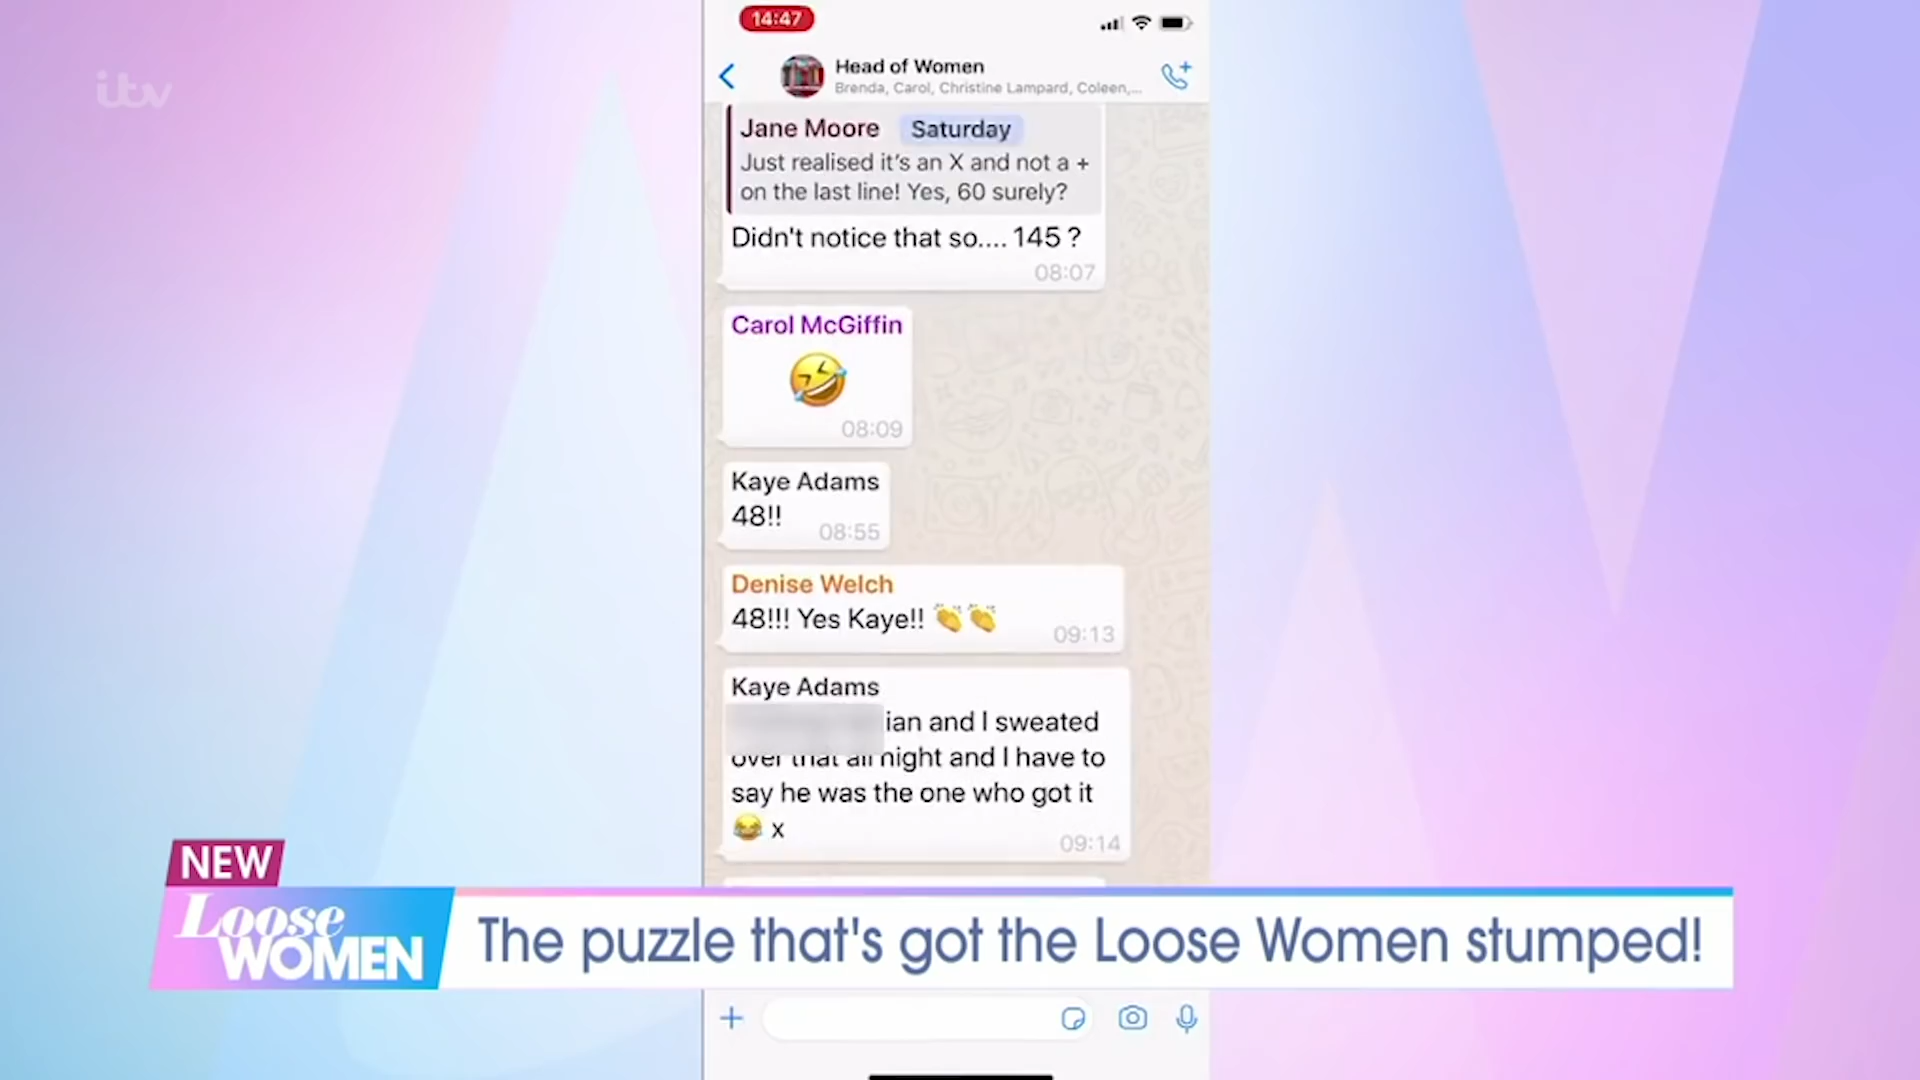 14:47
itv
Head of Women
Brenda, Carol, Christine Lampard, Coleen,...
Jane Moore
Saturday
Just realised it's an X and not a +
on the last line! Yes, 60 surely?
Didn't notice that so.... 145 ?
08:07
Carol McGiffin
🤣
08:09
Kaye Adams
48!!
08:55
Denise Welch
48!!! Yes Kaye!! 👏👏
09:13
Kaye Adams
ian and I sweated
over that all night and I have to
say he was the one who got it
😂 x
09:14
NEW
Loose
WOMEN
The puzzle that's got the Loose Women stumped!